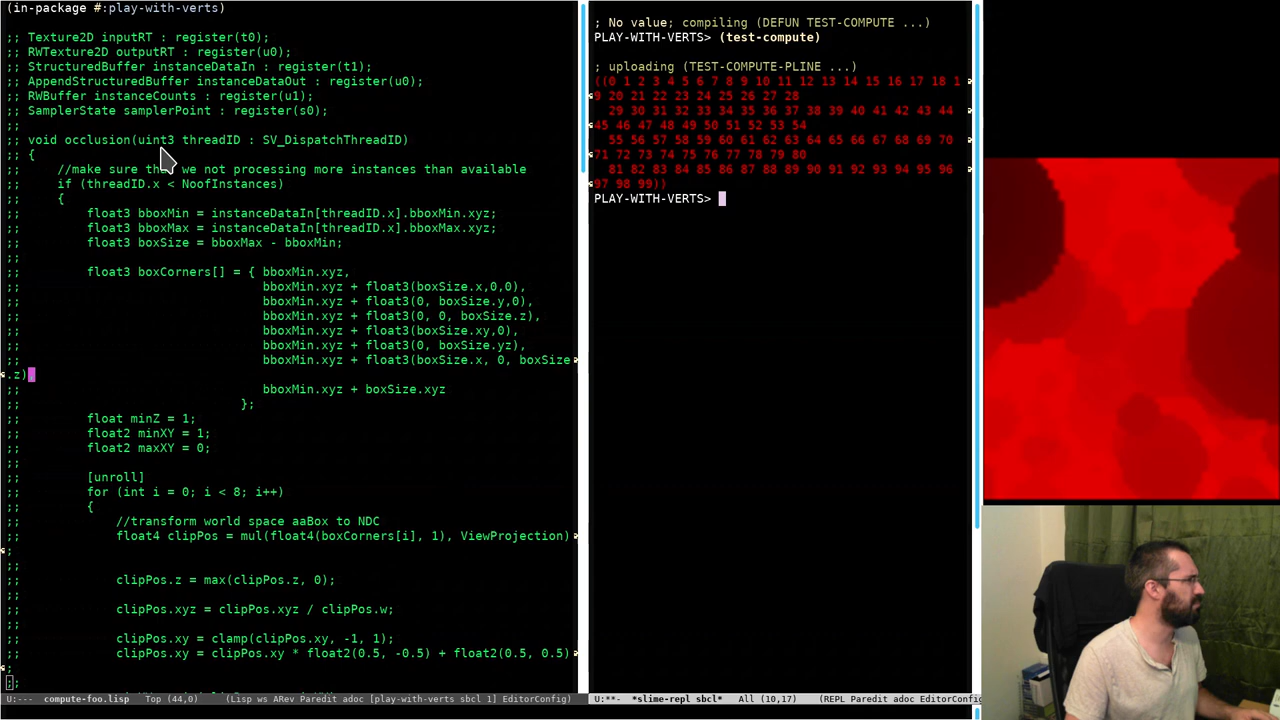 (in-package #:play-with-verts)
;; Texture2D inputRT : register(t0);
;; RWTexture2D outputRT : register(u0);
;; StructuredBuffer instanceDataIn : register(t1);
;; AppendStructuredBuffer instanceDataOut : register(u0);
;; RWBuffer instanceCounts : register(u1);
;; SamplerState samplerPoint : register(s0);
;;
;; void occlusion(uint3 threadID : SV_DispatchThreadID)
;; {
;;     //make sure we not processing more instances than available
;;     if (threadID.x < NoofInstances)
;;     {
;;         float3 bboxMin = instanceDataIn[threadID.x].bboxMin.xyz;
;;         float3 bboxMax = instanceDataIn[threadID.x].bboxMax.xyz;
;;         float3 boxSize = bboxMax - bboxMin;
;;
;;         float3 boxCorners[] = { bboxMin.xyz,
;;                                 bboxMin.xyz + float3(boxSize.x,0,0),
;;                                 bboxMin.xyz + float3(0, boxSize.y,0),
;;                                 bboxMin.xyz + float3(0, 0, boxSize.z),
;;                                 bboxMin.xyz + float3(boxSize.xy,0),
;;                                 bboxMin.xyz + float3(0, boxSize.yz),
;;                                 bboxMin.xyz + float3(boxSize.x, 0, boxSize
.z),
;;                                 bboxMin.xyz + boxSize.xyz
;;                              };
;;         float minZ = 1;
;;         float2 minXY = 1;
;;         float2 maxXY = 0;
;;
;;         [unroll]
;;         for (int i = 0; i < 8; i++)
;;         {
;;             //transform world space aaBox to NDC
;;             float4 clipPos = mul(float4(boxCorners[i], 1), ViewProjection)
;
;;
;;             clipPos.z = max(clipPos.z, 0);
;;
;;             clipPos.xyz = clipPos.xyz / clipPos.w;
;;
;;             clipPos.xy = clamp(clipPos.xy, -1, 1);
;;             clipPos.xy = clipPos.xy * float2(0.5, -0.5) + float2(0.5, 0.5)
;
;;
U:--- compute-foo.lisp Top (44,0) (Lisp ws ARev Paredit adoc [play-with-verts sbcl 1] EditorConfig)
; No value; compiling (DEFUN TEST-COMPUTE ...)
PLAY-WITH-VERTS> (test-compute)
; uploading (TEST-COMPUTE-PLINE ...)
((0 1 2 3 4 5 6 7 8 9 10 11 12 13 14 15 16 17 18 1
9 20 21 22 23 24 25 26 27 28
29 30 31 32 33 34 35 36 37 38 39 40 41 42 43 44
45 46 47 48 49 50 51 52 53 54
55 56 57 58 59 60 61 62 63 64 65 66 67 68 69 70
71 72 73 74 75 76 77 78 79 80
81 82 83 84 85 86 87 88 89 90 91 92 93 94 95 96
97 98 99))
PLAY-WITH-VERTS>
U:**- *slime-repl sbcl* All (10,17) (REPL Paredit adoc EditorConfig